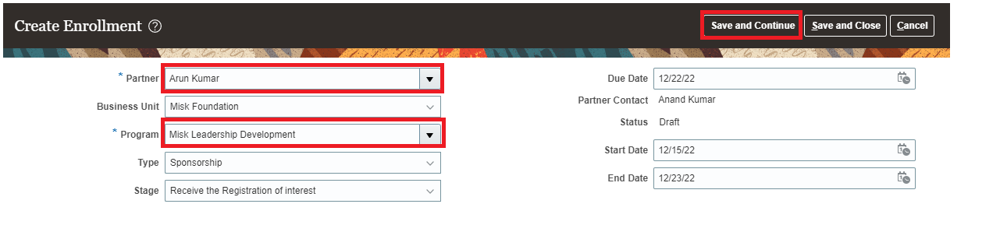 Create Enrollment ?
Save and Continue Save and Close Cancel
* Partner Arun Kumar
Business Unit Misk Foundation
* Program Misk Leadership Development
Type Sponsorship
Stage Receive the Registration of interest
Due Date 12/22/22
Partner Contact Anand Kumar
Status Draft
Start Date 12/15/22
End Date 12/23/22